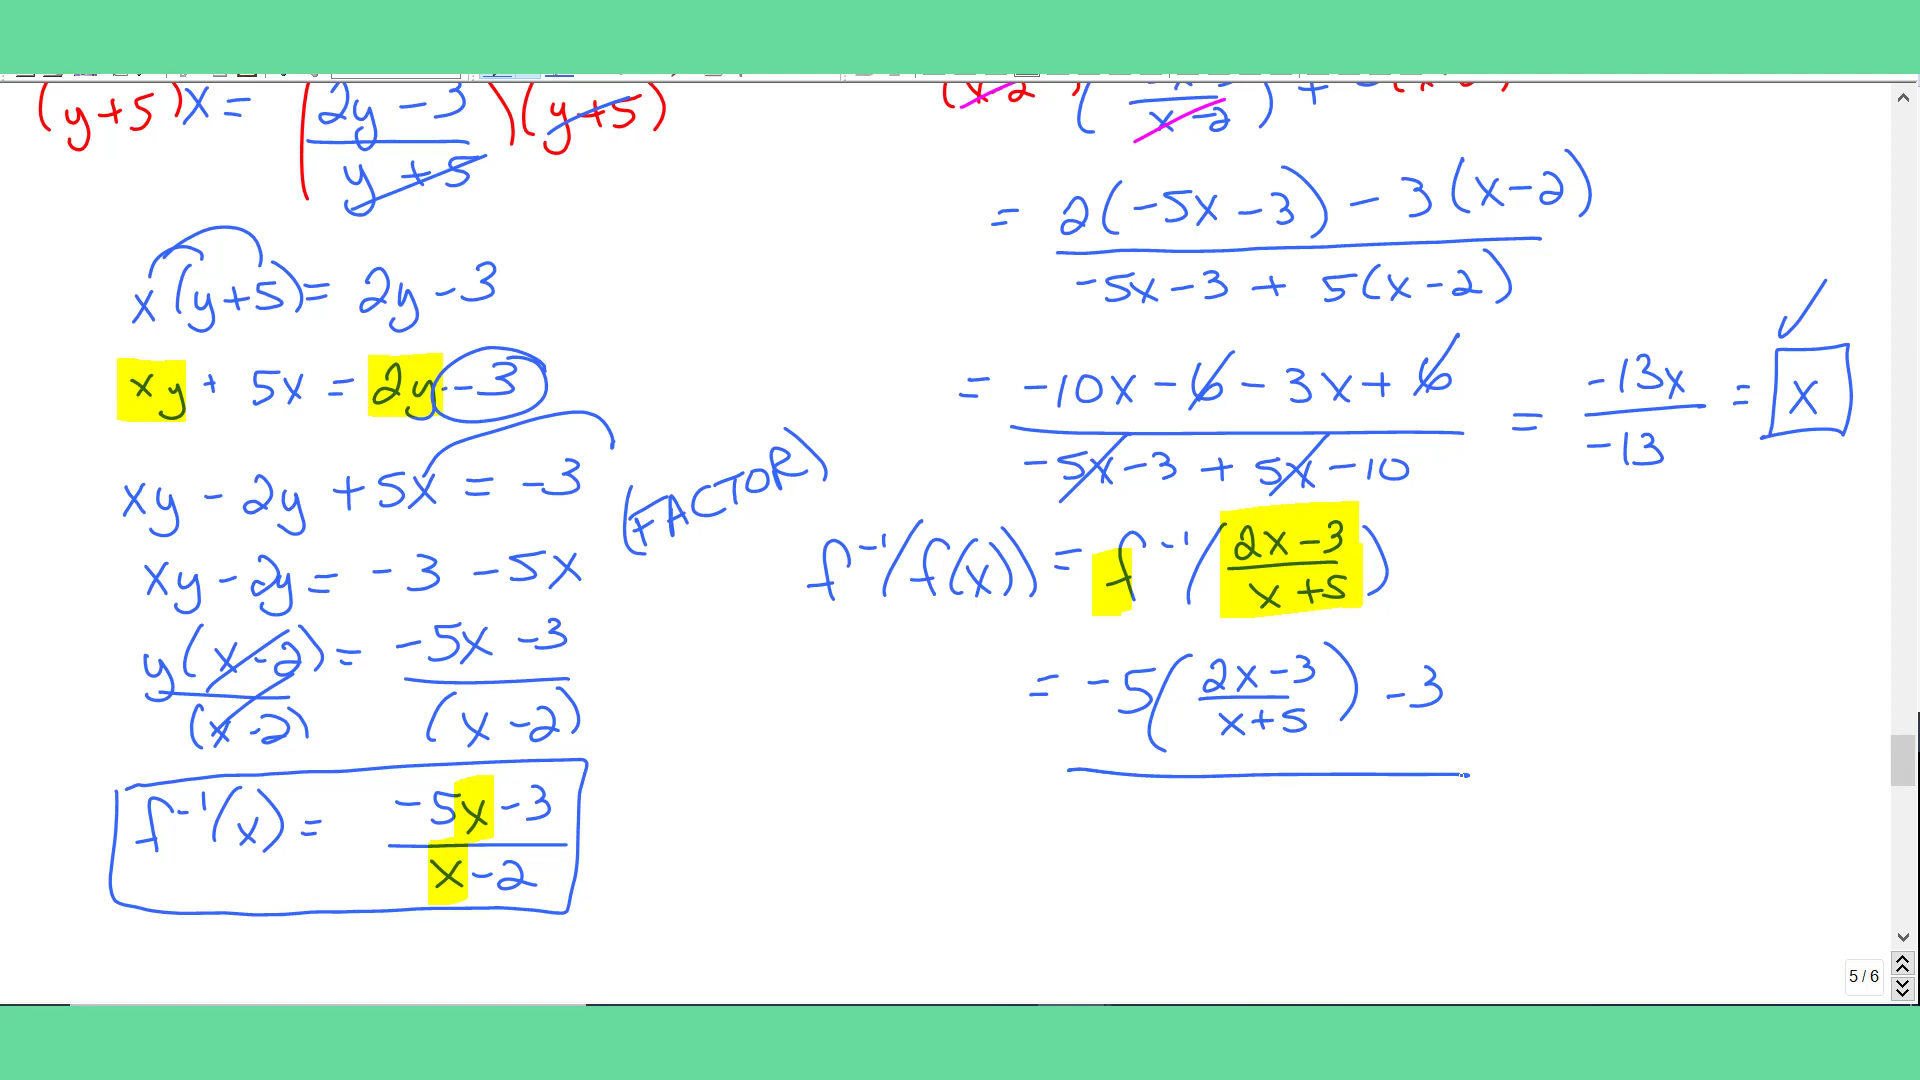 (y+5)x = (2y-3 / y+5)(y+5)
x(y+5) = 2y-3
xy + 5x = 2y-3
xy - 2y + 5x = -3
(FACTOR)
xy - 2y = -3 - 5x
y(x-2) / (x-2) = -5x-3 / (x-2)
f⁻¹(x) = -5x-3 / x-2
x-2
= 2(-5x-3) - 3(x-2) / -5x-3 + 5(x-2)
= -10x - 6 - 3x + 6 / -5x-3 + 5x-10 = -13x / -13 = x ✓
f⁻¹(f(x)) = f⁻¹(2x-3 / x+5)
= -5(2x-3 / x+5) - 3
5 / 6